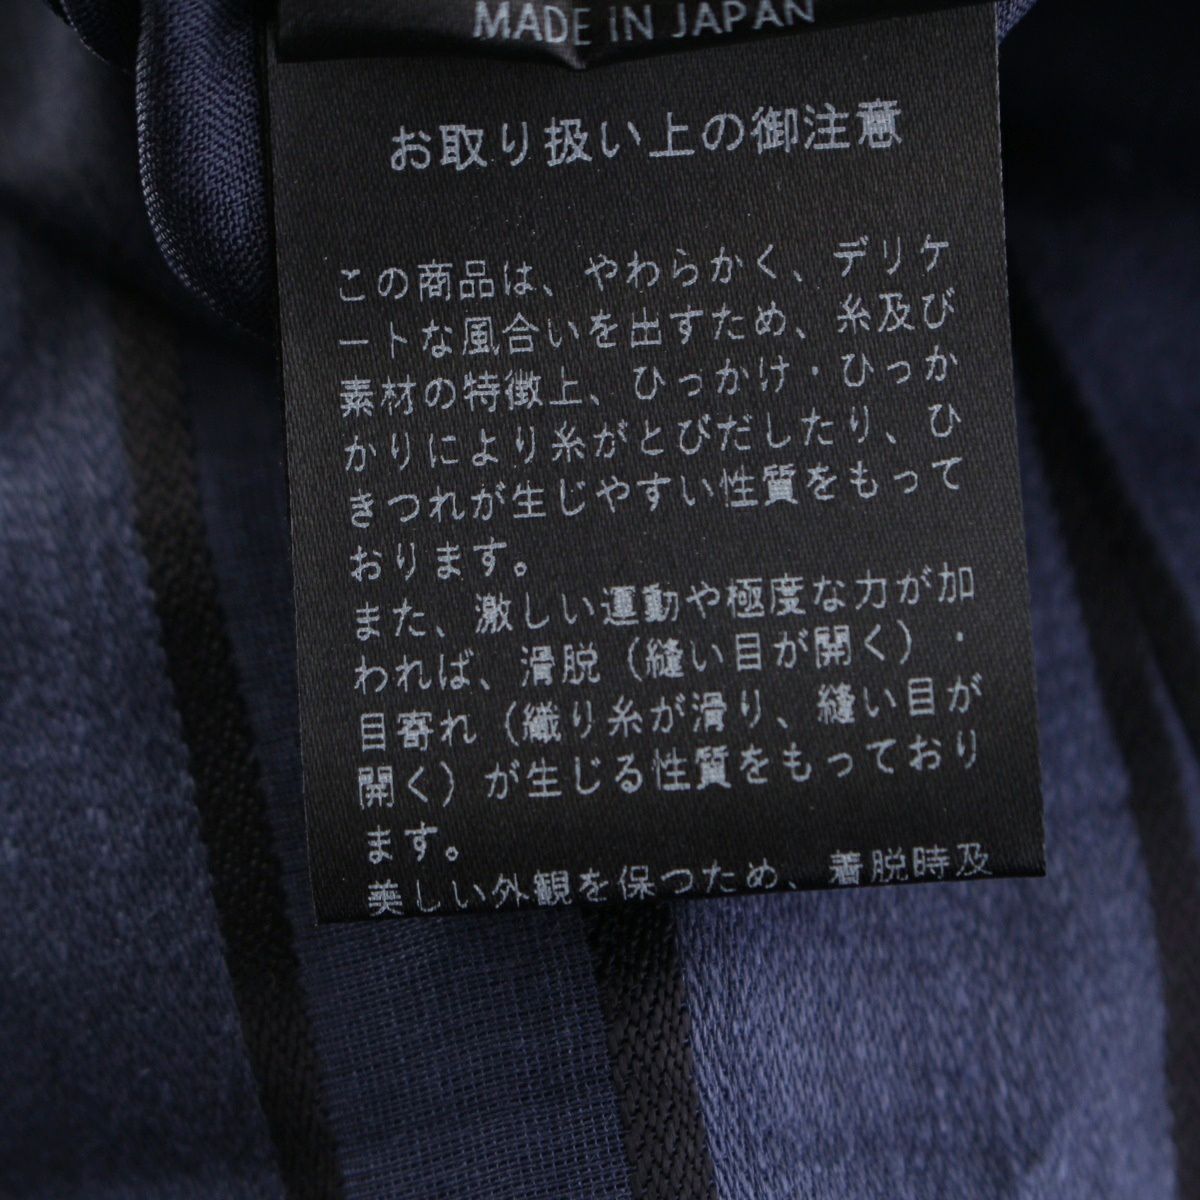 MADE IN JAPAN
お取り扱い上の御注意
この商品は、やわらかく、デリケ
ートな風合いを出すため、糸及び
素材の特徴上、ひっかけ・ひっか
かりにより糸がとびだしたり、ひ
きつれが生じやすい性質をもって
おります。
また、激しい運動や極度な力が加
われば、滑脱（縫い目が開く）・
目寄れ（織り糸が滑り、縫い目が
開く）が生じる性質をもっており
ます。
美しい外観を保つため、着脱時及